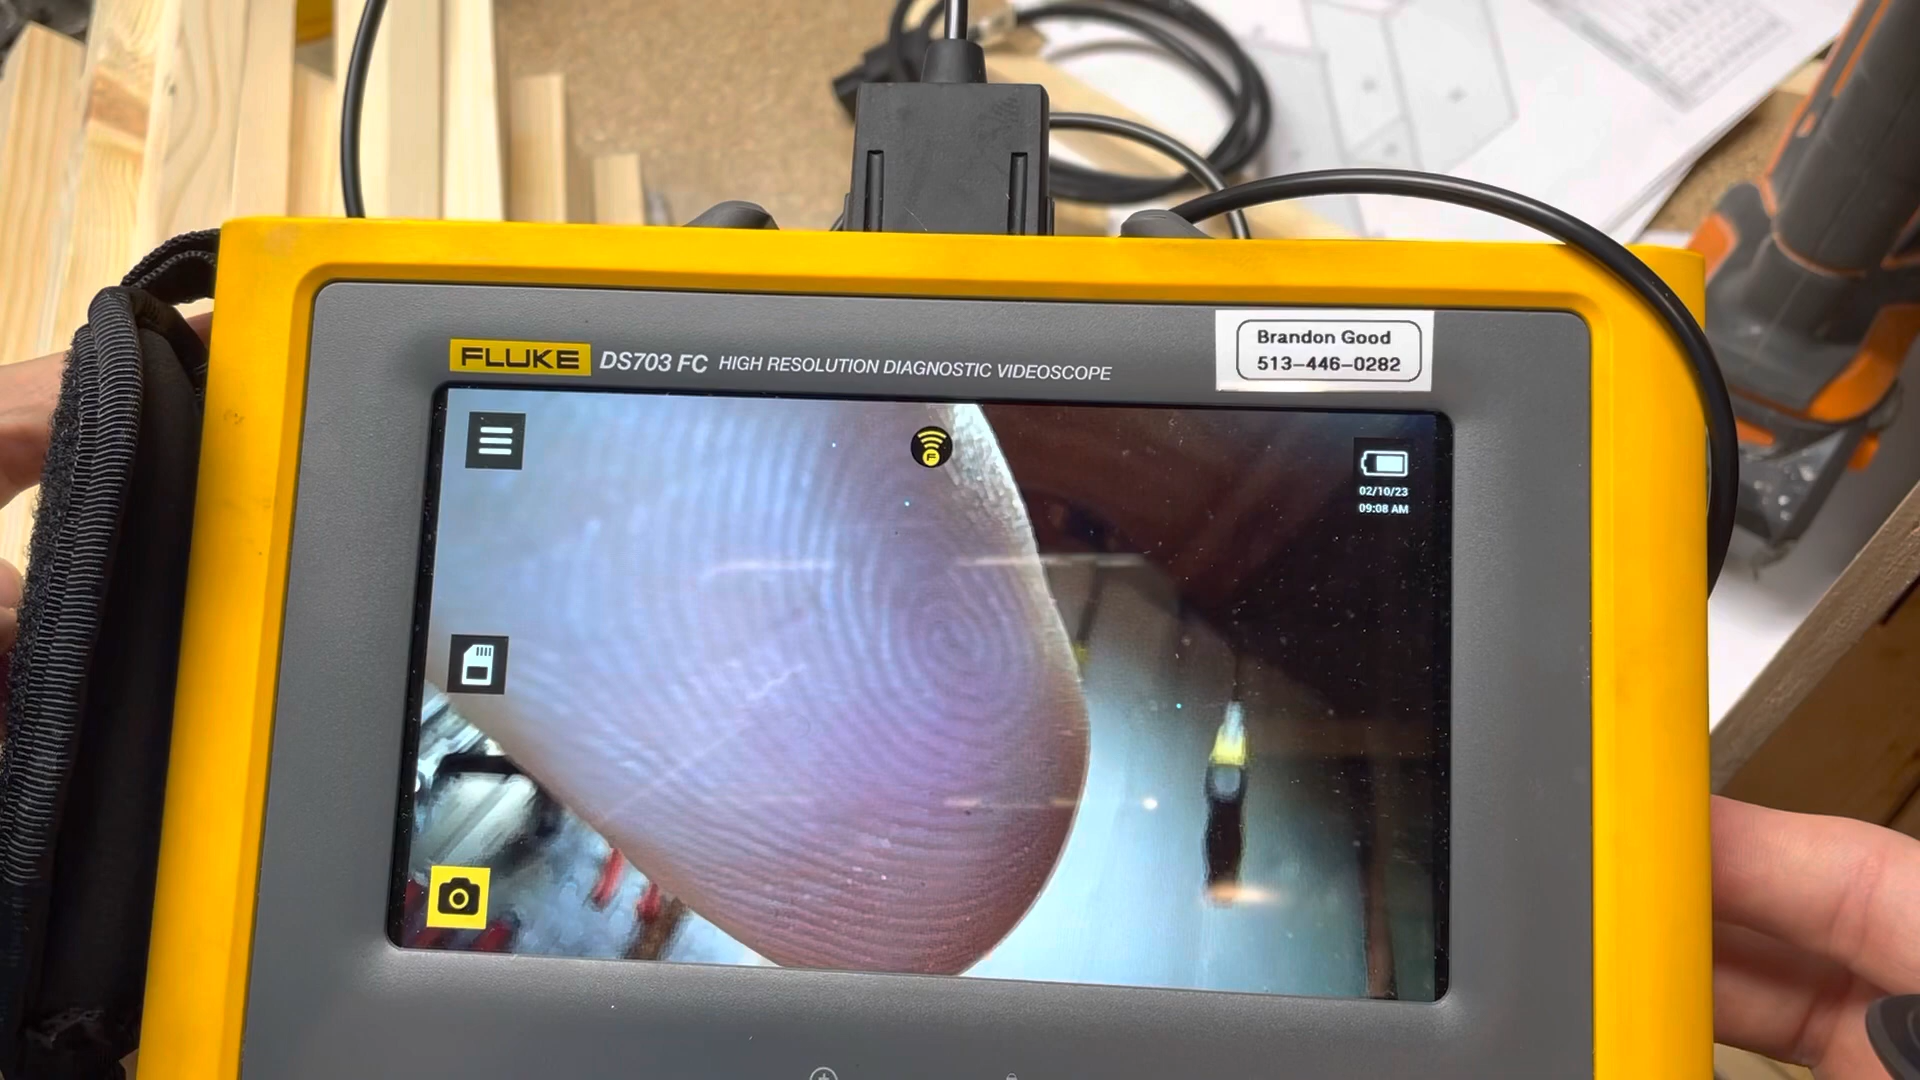 FLUKE DS703 FC HIGH RESOLUTION DIAGNOSTIC VIDEOSCOPE
Brandon Good
513-446-0282
F
02/10/23
09:08 AM